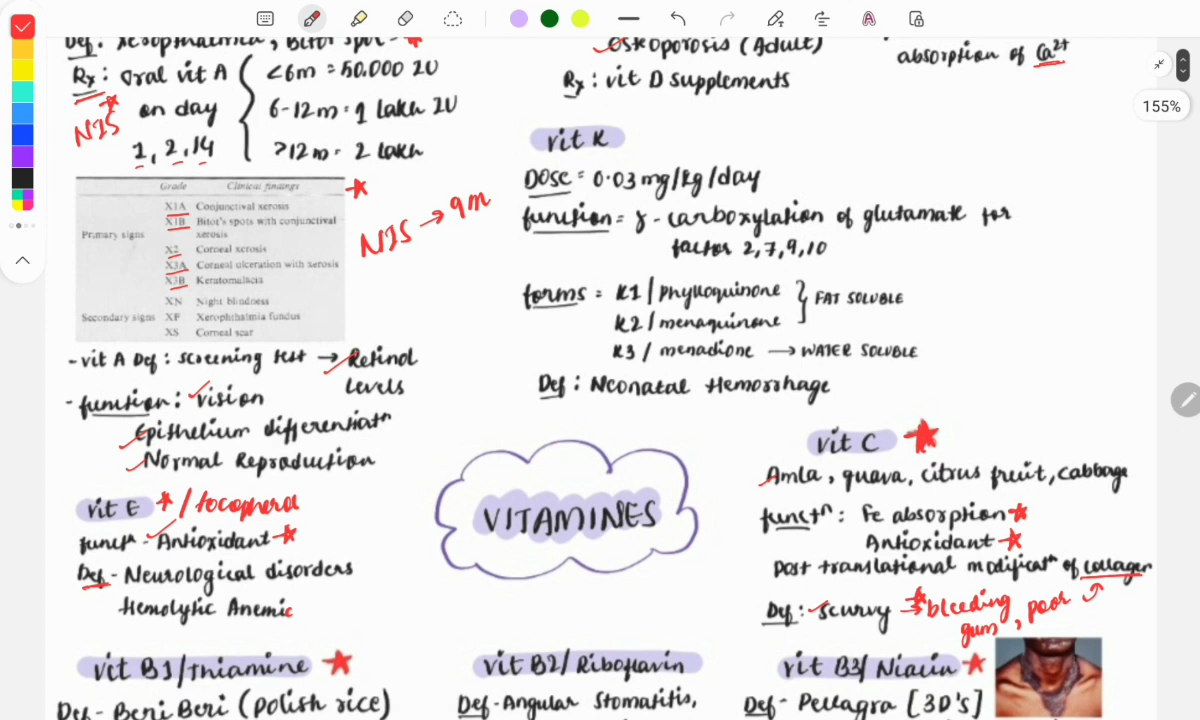 Def: Xerophthalmia, Bitot spot
Rx: oral vit A
on day
1, 2, 14
<6m = 50,000 IU
6-12m = 1 Lakh IU
>12m = 2 Lakh
NIS
Grade Clinical findings
Primary signs
X1A Conjunctival xerosis
X1B Bitot's spots with conjunctival xerosis
X2 Corneal xerosis
X3A Corneal ulceration with xerosis
X3B Keratomalacia
Secondary signs
XN Night blindness
XF Xerophthalmia fundus
XS Corneal scar
NIS → 9m
- vit A Def: screening test → Retinol
levels
- function: vision
Epithelium differentiatn
Normal Reproduction
vit E / tocopherol
functn - Antioxidant
Def - Neurological disorders
Hemolytic Anemic
vit B1/Thiamine
Def - Beri Beri (polish rice)
Osteoporosis (Adult)
Rx: vit D supplements
vit K
Dose = 0.03 mg/kg/day
function = γ-carboxylation of glutamate for
factor 2,7,9,10
forms = K1 / phylloquinone
K2 / menaquinone
} FAT SOLUBLE
K3 / menadione → WATER SOLUBLE
Def: Neonatal Hemorrhage
VITAMINES
vit B2/Riboflavin
Def - Angular Stomatitis,
absorption of Ca2+
155%
vit C
Amla, guava, citrus fruit, cabbage
functn: Fe absorption
Antioxidant
Post translational modificatn of collagen
Def: scurvy → bleeding
gum, poor
vit B3/Niacin
Def - Pellagra [3D's]